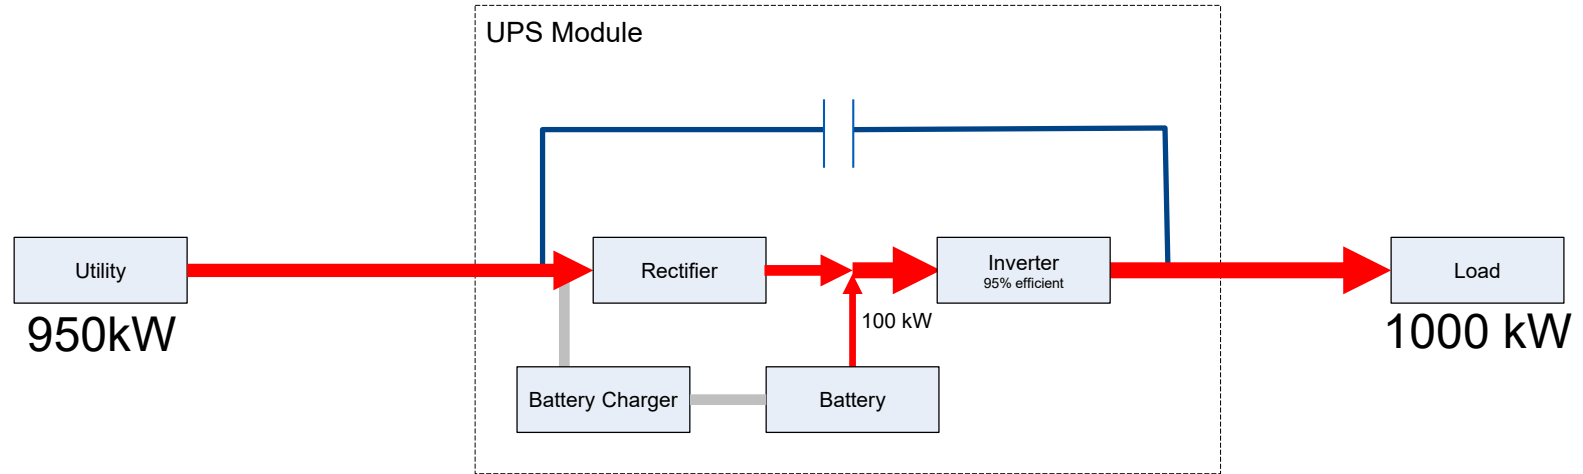 UPS Module
Utility
950kW
Rectifier
Inverter
95% efficient
Load
1000 kW
100 kW
Battery Charger
Battery